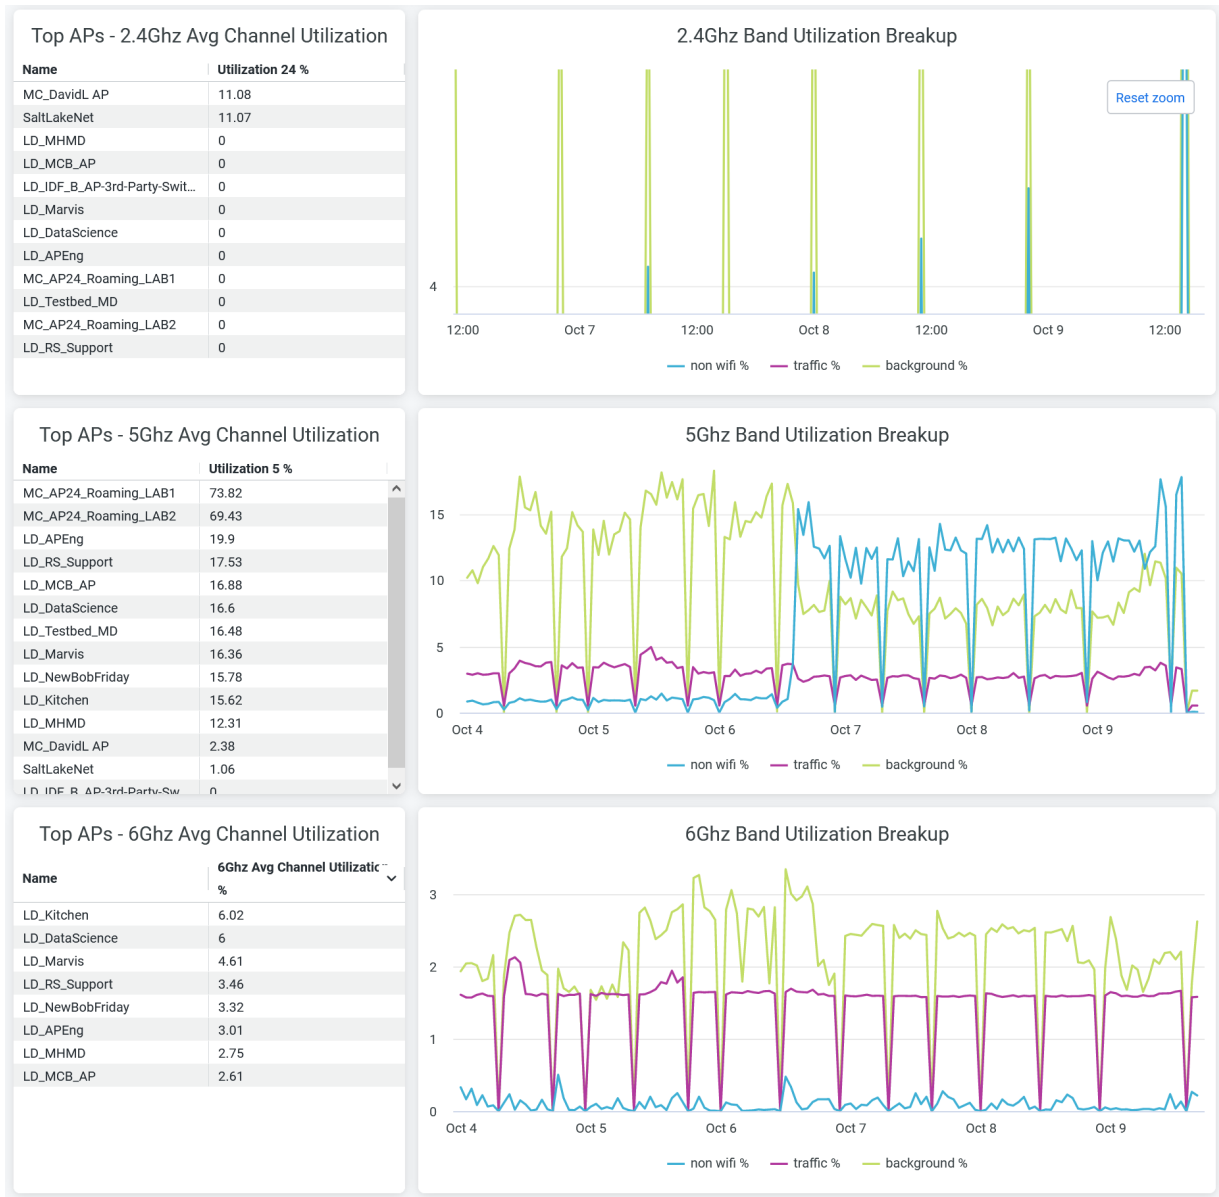 Top APs - 2.4Ghz Avg Channel Utilization
Name Utilization 24 %
MC_DavidL AP 11.08
SaltLakeNet 11.07
LD_MHMD 0
LD_MCB_AP 0
LD_IDF_B_AP-3rd-Party-Swit... 0
LD_Marvis 0
LD_DataScience 0
LD_APEng 0
MC_AP24_Roaming_LAB1 0
LD_Testbed_MD 0
MC_AP24_Roaming_LAB2 0
LD_RS_Support 0
2.4Ghz Band Utilization Breakup
Reset zoom
4
12:00 Oct 7 12:00 Oct 8 12:00 Oct 9 12:00
non wifi % traffic % background %
Top APs - 5Ghz Avg Channel Utilization
Name Utilization 5 %
MC_AP24_Roaming_LAB1 73.82
MC_AP24_Roaming_LAB2 69.43
LD_APEng 19.9
LD_RS_Support 17.53
LD_MCB_AP 16.88
LD_DataScience 16.6
LD_Testbed_MD 16.48
LD_Marvis 16.36
LD_NewBobFriday 15.78
LD_Kitchen 15.62
LD_MHMD 12.31
MC_DavidL AP 2.38
SaltLakeNet 1.06
LD_IDF_B_AP-3rd-Party-Sw... 0
5Ghz Band Utilization Breakup
15
10
5
0
Oct 4 Oct 5 Oct 6 Oct 7 Oct 8 Oct 9
non wifi % traffic % background %
Top APs - 6Ghz Avg Channel Utilization
Name 6Ghz Avg Channel Utilizatio
%
LD_Kitchen 6.02
LD_DataScience 6
LD_Marvis 4.61
LD_RS_Support 3.46
LD_NewBobFriday 3.32
LD_APEng 3.01
LD_MHMD 2.75
LD_MCB_AP 2.61
6Ghz Band Utilization Breakup
3
2
1
0
Oct 4 Oct 5 Oct 6 Oct 7 Oct 8 Oct 9
non wifi % traffic % background %